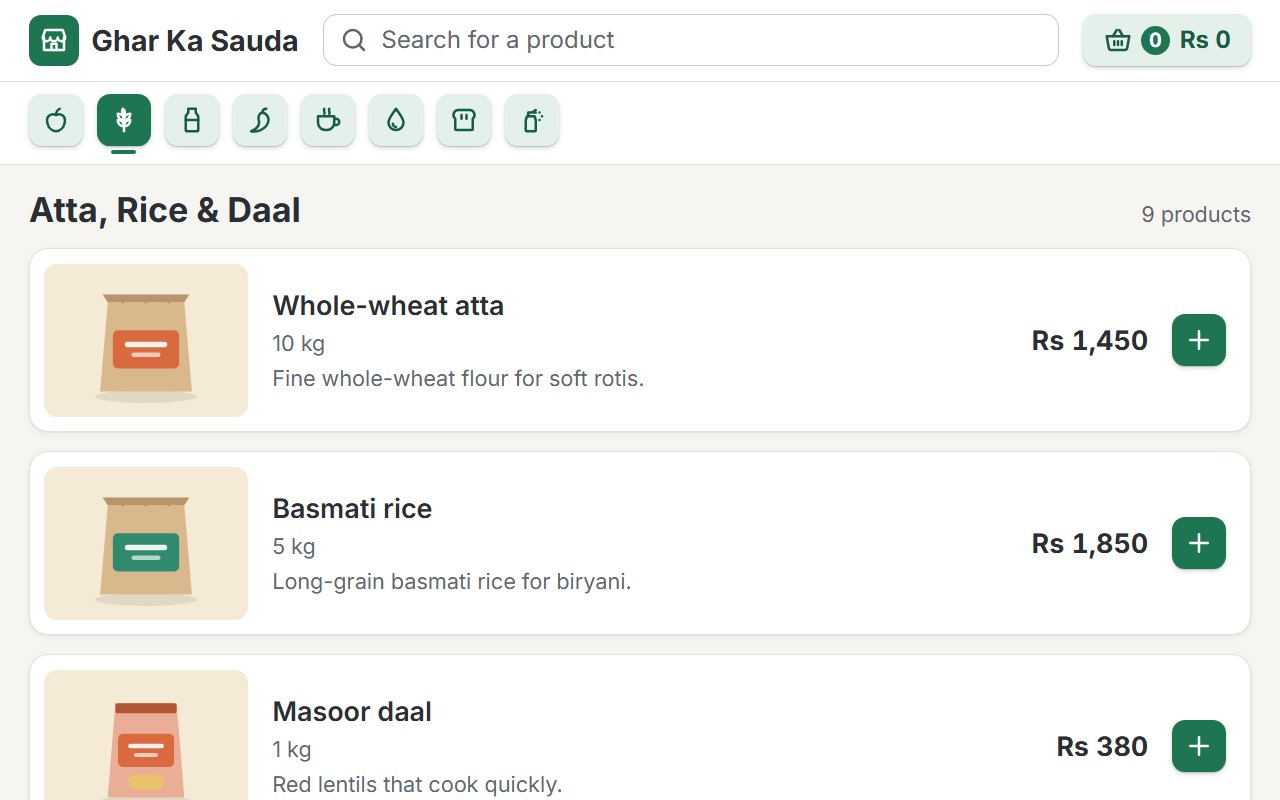 Ghar Ka Sauda
Search for a product
0 Rs 0
Atta, Rice & Daal
9 products
Whole-wheat atta
10 kg
Fine whole-wheat flour for soft rotis.
Rs 1,450
Basmati rice
5 kg
Long-grain basmati rice for biryani.
Rs 1,850
Masoor daal
1 kg
Red lentils that cook quickly.
Rs 380